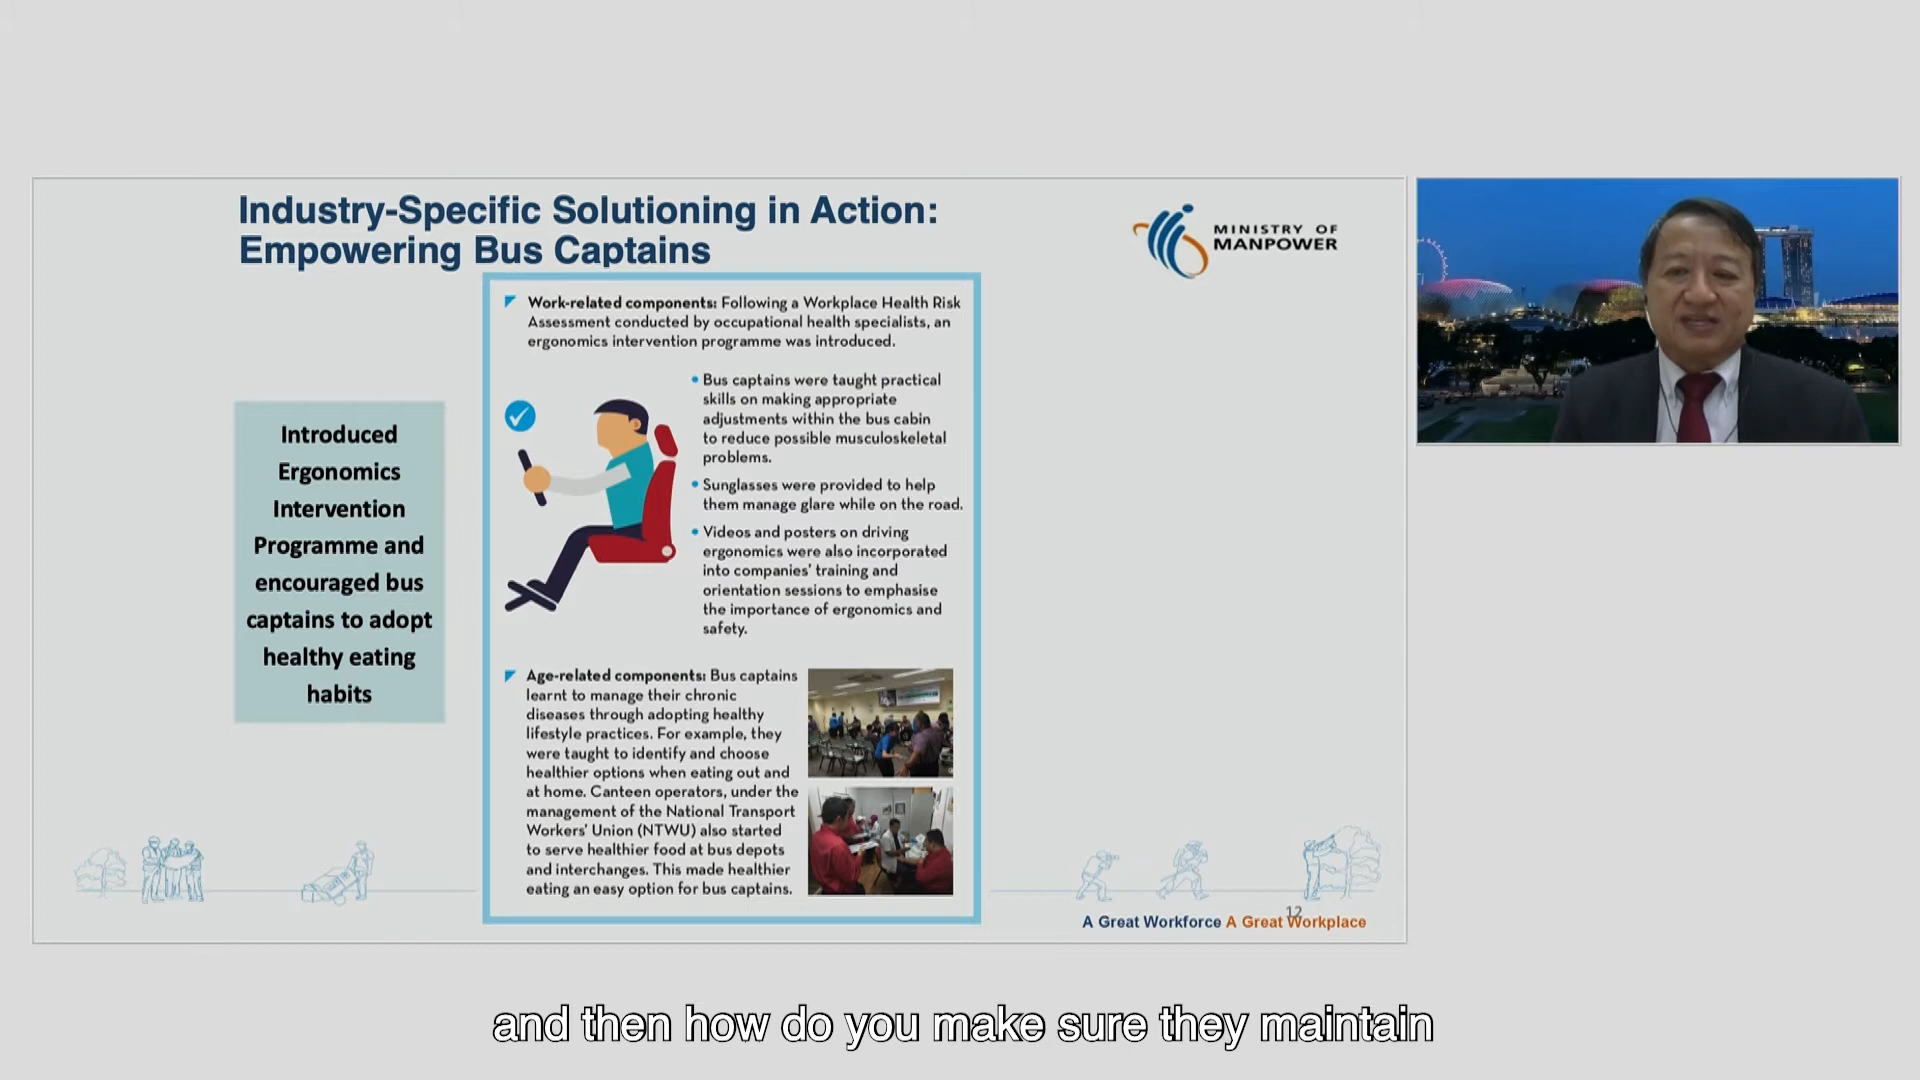 Industry-Specific Solutioning in Action:
Empowering Bus Captains
MINISTRY OF
MANPOWER
Introduced
Ergonomics
Intervention
Programme and
encouraged bus
captains to adopt
healthy eating
habits
Work-related components: Following a Workplace Health Risk
Assessment conducted by occupational health specialists, an
ergonomics intervention programme was introduced.
• Bus captains were taught practical
skills on making appropriate
adjustments within the bus cabin
to reduce possible musculoskeletal
problems.
• Sunglasses were provided to help
them manage glare while on the road.
• Videos and posters on driving
ergonomics were also incorporated
into companies' training and
orientation sessions to emphasise
the importance of ergonomics and
safety.
Age-related components: Bus captains
learnt to manage their chronic
diseases through adopting healthy
lifestyle practices. For example, they
were taught to identify and choose
healthier options when eating out and
at home. Canteen operators, under the
management of the National Transport
Workers' Union (NTWU) also started
to serve healthier food at bus depots
and interchanges. This made healthier
eating an easy option for bus captains.
12
A Great Workforce A Great Workplace
and then how do you make sure they maintain